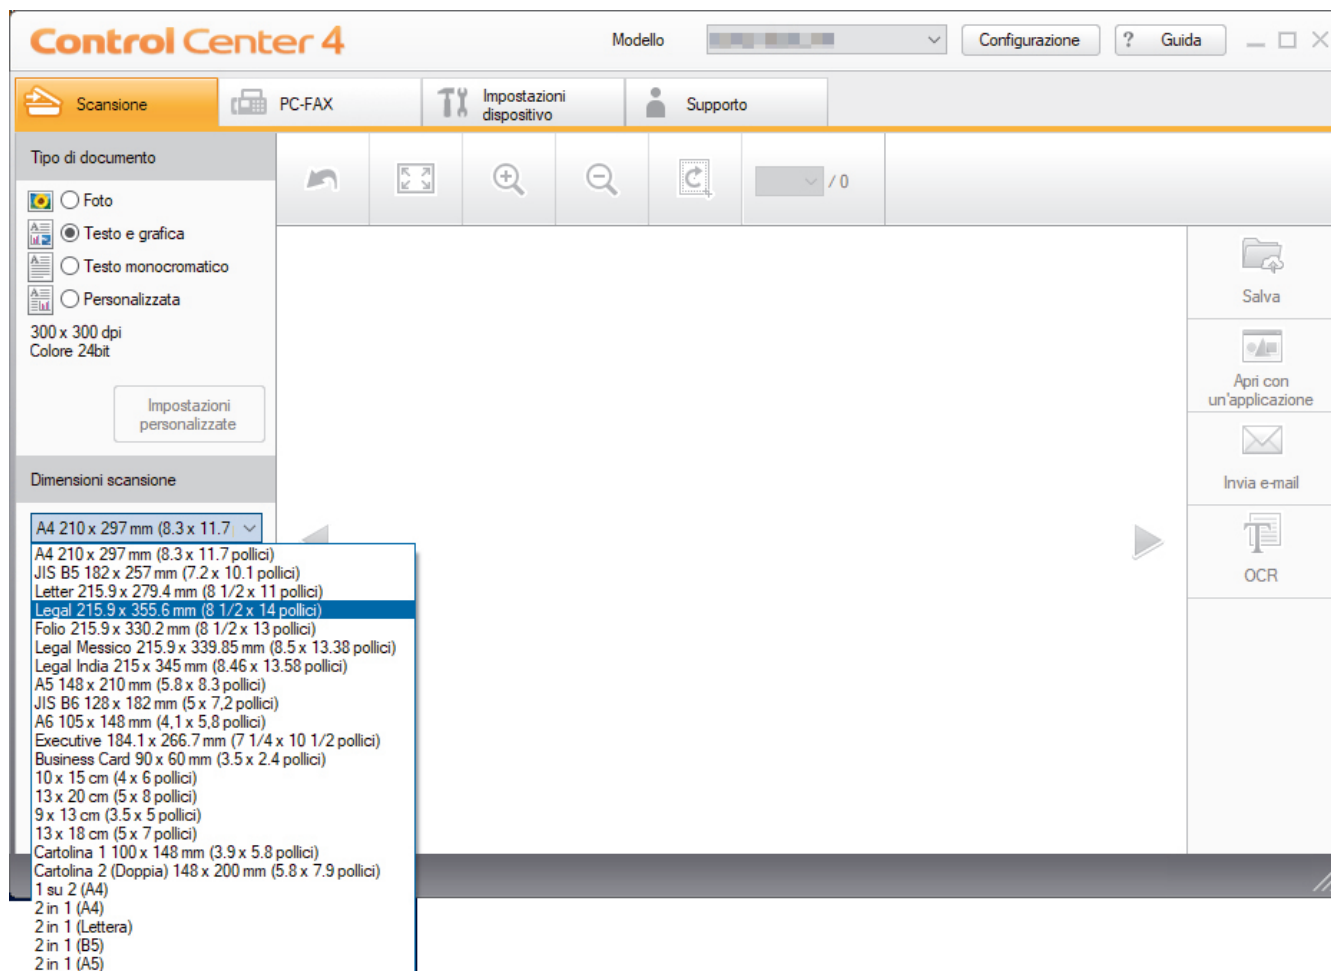 Control Center 4
Modello
Configurazione
? Guida
Scansione
PC-FAX
Impostazioni
dispositivo
Supporto
Tipo di documento
Foto
Testo e grafica
Testo monocromatico
Personalizzata
300 x 300 dpi
Colore 24bit
Impostazioni
personalizzate
/ 0
Salva
Apri con
un'applicazione
Invia e-mail
OCR
Dimensioni scansione
A4 210 x 297 mm (8.3 x 11.7
A4 210 x 297 mm (8.3 x 11.7 pollici)
JIS B5 182 x 257 mm (7.2 x 10.1 pollici)
Letter 215.9 x 279.4 mm (8 1/2 x 11 pollici)
Legal 215.9 x 355.6 mm (8 1/2 x 14 pollici)
Folio 215.9 x 330.2 mm (8 1/2 x 13 pollici)
Legal Messico 215.9 x 339.85 mm (8.5 x 13.38 pollici)
Legal India 215 x 345 mm (8.46 x 13.58 pollici)
A5 148 x 210 mm (5.8 x 8.3 pollici)
JIS B6 128 x 182 mm (5 x 7,2 pollici)
A6 105 x 148 mm (4,1 x 5,8 pollici)
Executive 184.1 x 266.7 mm (7 1/4 x 10 1/2 pollici)
Business Card 90 x 60 mm (3.5 x 2.4 pollici)
10 x 15 cm (4 x 6 pollici)
13 x 20 cm (5 x 8 pollici)
9 x 13 cm (3.5 x 5 pollici)
13 x 18 cm (5 x 7 pollici)
Cartolina 1 100 x 148 mm (3.9 x 5.8 pollici)
Cartolina 2 (Doppia) 148 x 200 mm (5.8 x 7.9 pollici)
1 su 2 (A4)
2 in 1 (A4)
2 in 1 (Lettera)
2 in 1 (B5)
2 in 1 (A5)